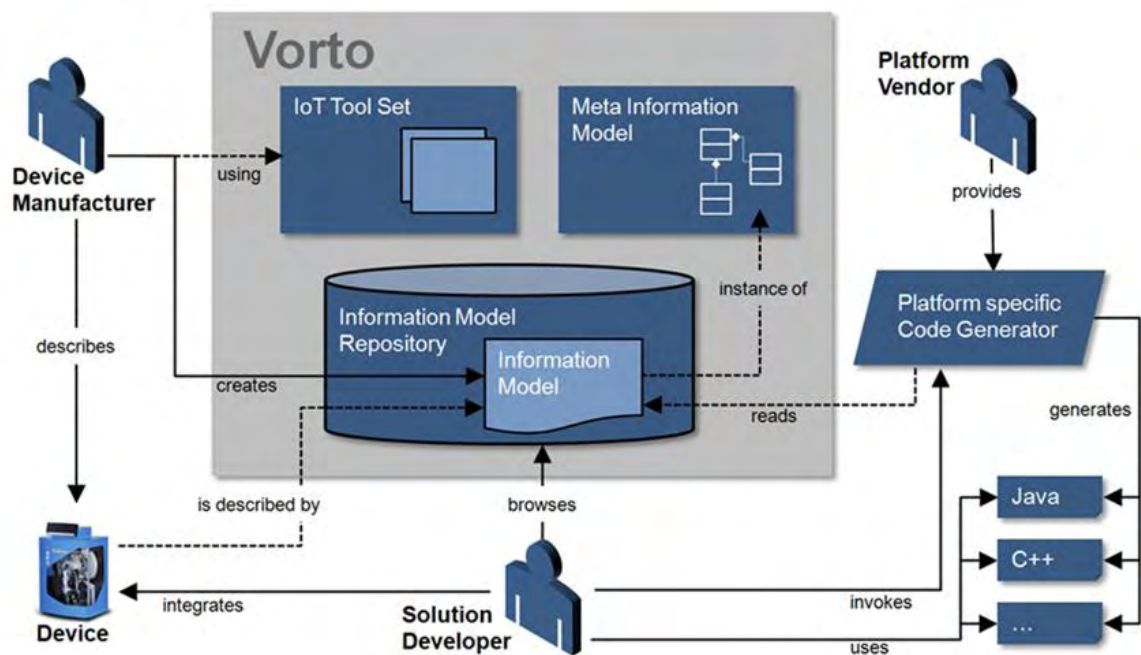 Vorto
Platform
Vendor
IoT Tool Set
Meta Information
Model
using
Device
Manufacturer
provides
instance of
Platform specific
Code Generator
Information Model
Repository
Information
Model
describes
creates
reads
generates
is described by
browses
Java
C++
...
integrates
invokes
Solution
Developer
uses
Device